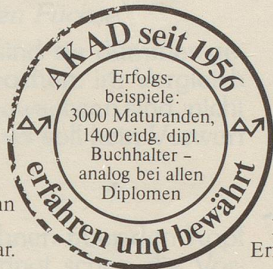 AKAD seit 1956
Erfolgs-
beispiele:
3000 Maturanden,
1400 eidg. dipl.
Buchhalter –
analog bei allen
Diplomen
erfahren und bewährt